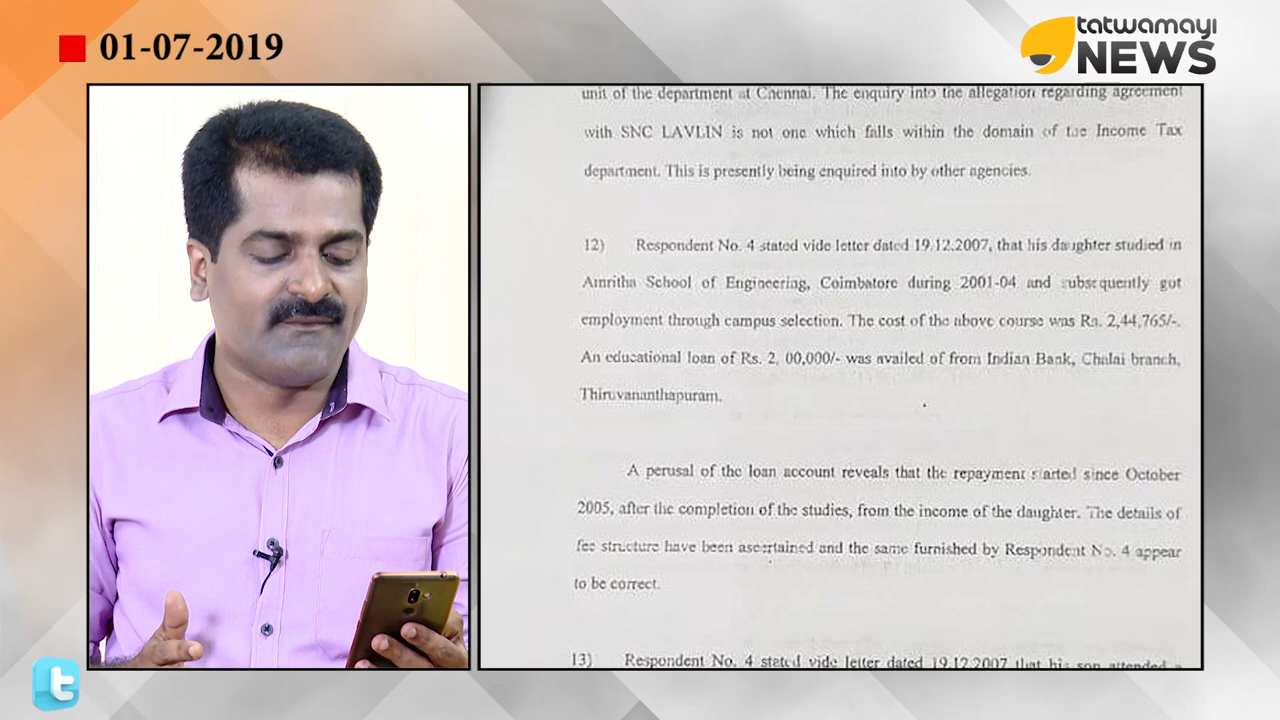 01-07-2019
tatwamayi
NEWS
unit of the department at Chennai. The enquiry into the allegation regarding agreement
with SNC LAVLIN is not one which falls within the domain of the Income Tax
department. This is presently being enquired into by other agencies.
12) Respondent No. 4 stated vide letter dated 19.12.2007, that his daughter studied in
Amritha School of Engineering, Coimbatore during 2001-04 and subsequently got
employment through campus selection. The cost of the above course was Rs. 2,44,765/-.
An educational loan of Rs. 2, 00,000/- was availed of from Indian Bank, Chalai branch,
Thiruvananthapuram.
A perusal of the loan account reveals that the repayment started since October
2005, after the completion of the studies, from the income of the daughter. The details of
fee structure have been ascertained and the same furnished by Respondent No. 4 appear
to be correct.
13) Respondent No. 4 stated vide letter dated 19.12.2007 that his son attended a